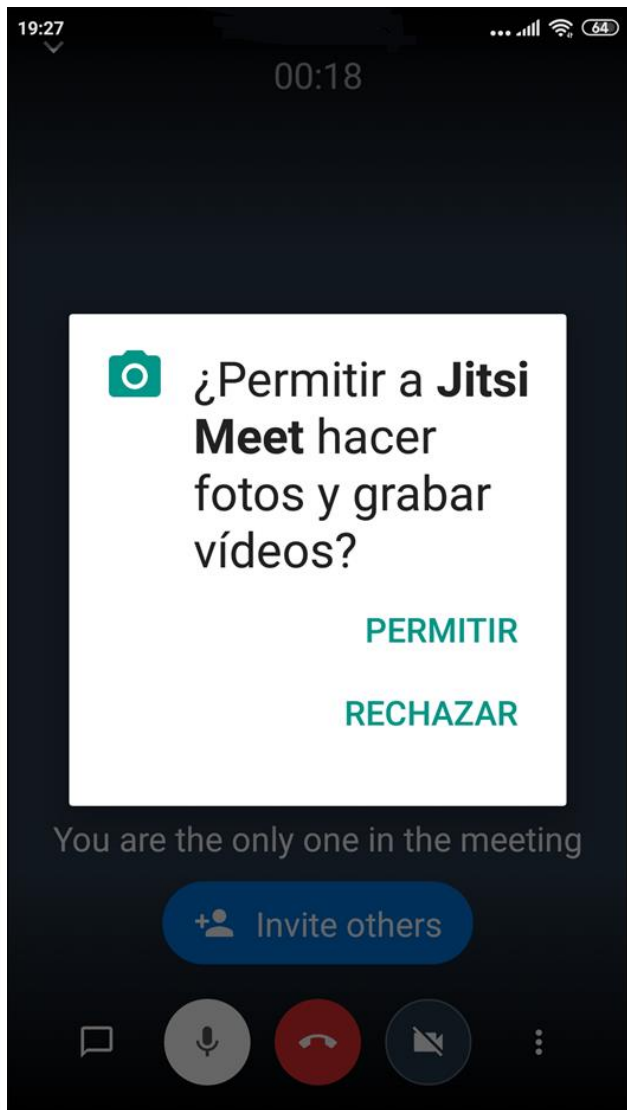 19:27
64
00:18
¿Permitir a Jitsi
Meet hacer
fotos y grabar
vídeos?
PERMITIR
RECHAZAR
You are the only one in the meeting
Invite others